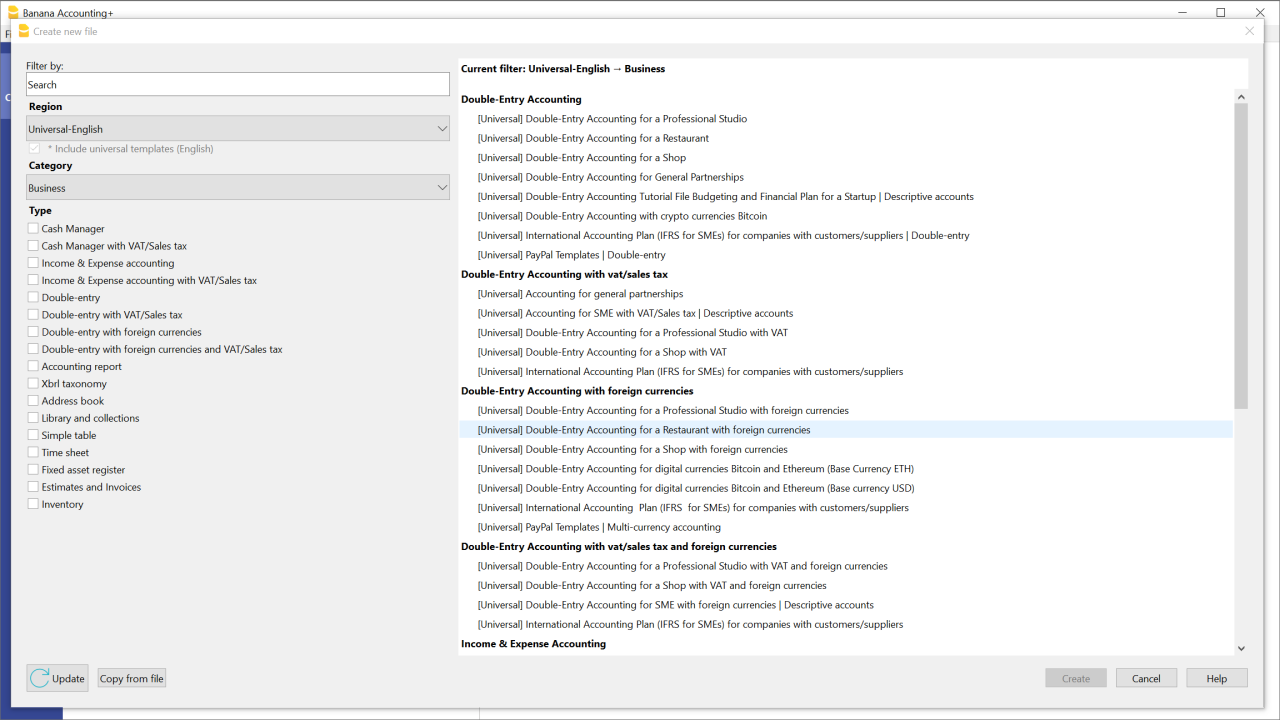 Banana Accounting+
Create new file
Filter by:
Search
Region
Universal-English
* Include universal templates (English)
Category
Business
Type
Cash Manager
Cash Manager with VAT/Sales tax
Income & Expense accounting
Income & Expense accounting with VAT/Sales tax
Double-entry
Double-entry with VAT/Sales tax
Double-entry with foreign currencies
Double-entry with foreign currencies and VAT/Sales tax
Accounting report
Xbrl taxonomy
Address book
Library and collections
Simple table
Time sheet
Fixed asset register
Estimates and Invoices
Inventory
Update
Copy from file
Current filter: Universal-English → Business
Double-Entry Accounting
[Universal] Double-Entry Accounting for a Professional Studio
[Universal] Double-Entry Accounting for a Restaurant
[Universal] Double-Entry Accounting for a Shop
[Universal] Double-Entry Accounting for General Partnerships
[Universal] Double-Entry Accounting Tutorial File Budgeting and Financial Plan for a Startup | Descriptive accounts
[Universal] Double-Entry Accounting with crypto currencies Bitcoin
[Universal] International Accounting Plan (IFRS for SMEs) for companies with customers/suppliers | Double-entry
[Universal] PayPal Templates | Double-entry
Double-Entry Accounting with vat/sales tax
[Universal] Accounting for general partnerships
[Universal] Accounting for SME with VAT/Sales tax | Descriptive accounts
[Universal] Double-Entry Accounting for a Professional Studio with VAT
[Universal] Double-Entry Accounting for a Shop with VAT
[Universal] International Accounting Plan (IFRS for SMEs) for companies with customers/suppliers
Double-Entry Accounting with foreign currencies
[Universal] Double-Entry Accounting for a Professional Studio with foreign currencies
[Universal] Double-Entry Accounting for a Restaurant with foreign currencies
[Universal] Double-Entry Accounting for a Shop with foreign currencies
[Universal] Double-Entry Accounting for digital currencies Bitcoin and Ethereum (Base Currency ETH)
[Universal] Double-Entry Accounting for digital currencies Bitcoin and Ethereum (Base currency USD)
[Universal] International Accounting  Plan (IFRS  for SMEs) for companies with customers/suppliers
[Universal] PayPal Templates | Multi-currency accounting
Double-Entry Accounting with vat/sales tax and foreign currencies
[Universal] Double-Entry Accounting for a Professional Studio with VAT and foreign currencies
[Universal] Double-Entry Accounting for a Shop with VAT and foreign currencies
[Universal] Double-Entry Accounting for SME with foreign currencies | Descriptive accounts
[Universal] International Accounting Plan (IFRS for SMEs) for companies with customers/suppliers
Income & Expense Accounting
Create
Cancel
Help